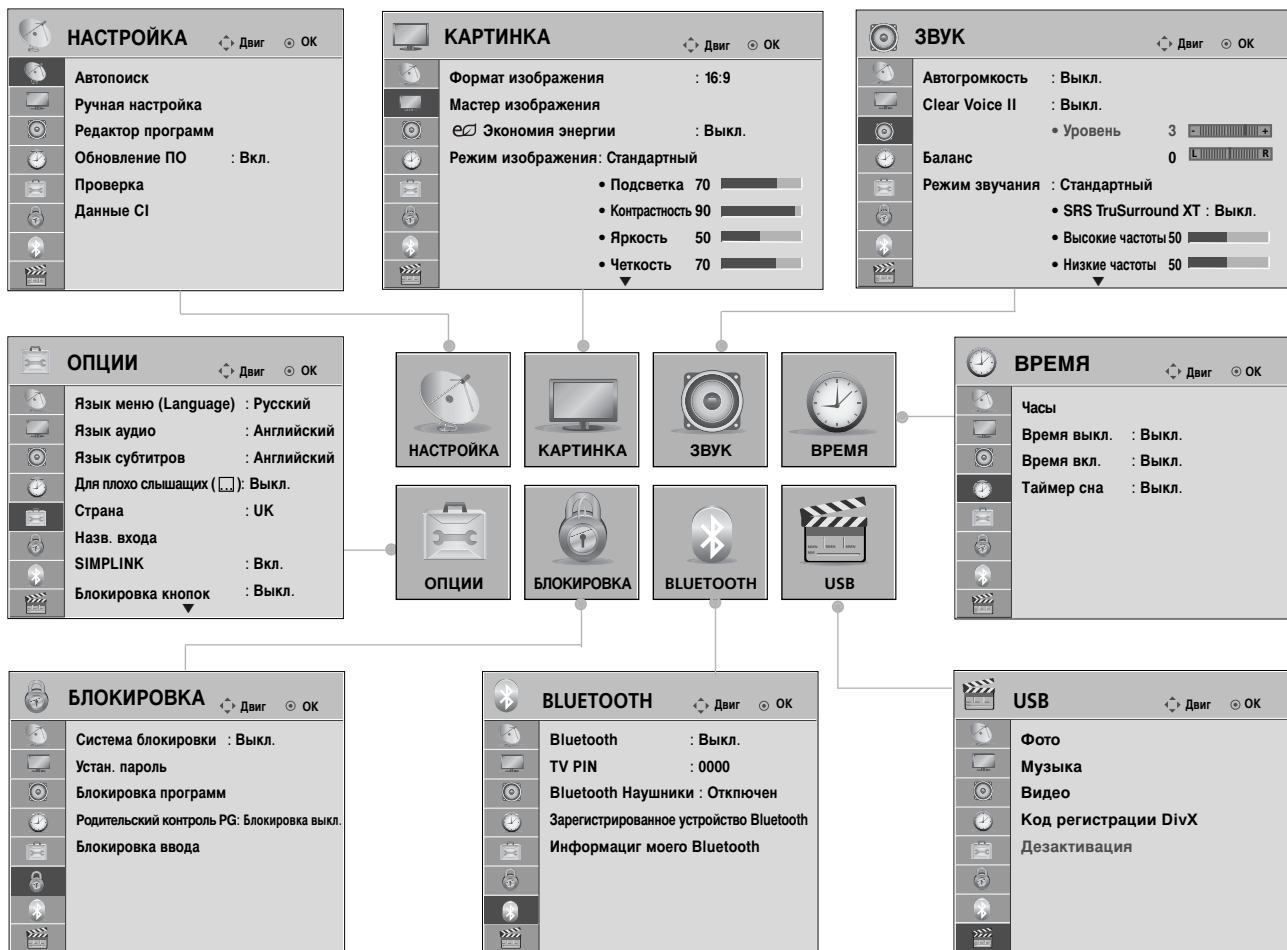 НАСТРОЙКА Двиг OK
Автопоиск
Ручная настройка
Редактор программ
Обновление ПО : Вкл.
Проверка
Данные CI
КАРТИНКА Двиг OK
Формат изображения : 16:9
Мастер изображения
Экономия энергии : Выкл.
Режим изображения: Стандартный
• Подсветка 70
• Контрастность 90
• Яркость 50
• Четкость 70
ЗВУК Двиг OK
Автогромкость : Выкл.
Clear Voice II : Выкл.
• Уровень 3 - +
Баланс 0 L R
Режим звучания : Стандартный
• SRS TruSurround XT : Выкл.
• Высокие частоты 50
• Низкие частоты 50
ОПЦИИ Двиг OK
Язык меню (Language) : Русский
Язык аудио : Английский
Язык субтитров : Английский
Для плохо слышащих ( ): Выкл.
Страна : UK
Назв. входа
SIMPLINK : Вкл.
Блокировка кнопок : Выкл.
НАСТРОЙКА
КАРТИНКА
ЗВУК
ВРЕМЯ
ОПЦИИ
БЛОКИРОВКА
BLUETOOTH
USB
ВРЕМЯ Двиг OK
Часы
Время выкл. : Выкл.
Время вкл. : Выкл.
Таймер сна : Выкл.
БЛОКИРОВКА Двиг OK
Система блокировки : Выкл.
Устан. пароль
Блокировка программ
Родительский контроль PG: Блокировка выкл.
Блокировка ввода
BLUETOOTH Двиг OK
Bluetooth : Выкл.
TV PIN : 0000
Bluetooth Наушники : Откпючен
Зарегистрированное устройство Bluetooth
Информациг моего Bluetooth
USB Двиг OK
Фото
Музыка
Видео
Код регистрации DivX
Дезактивация